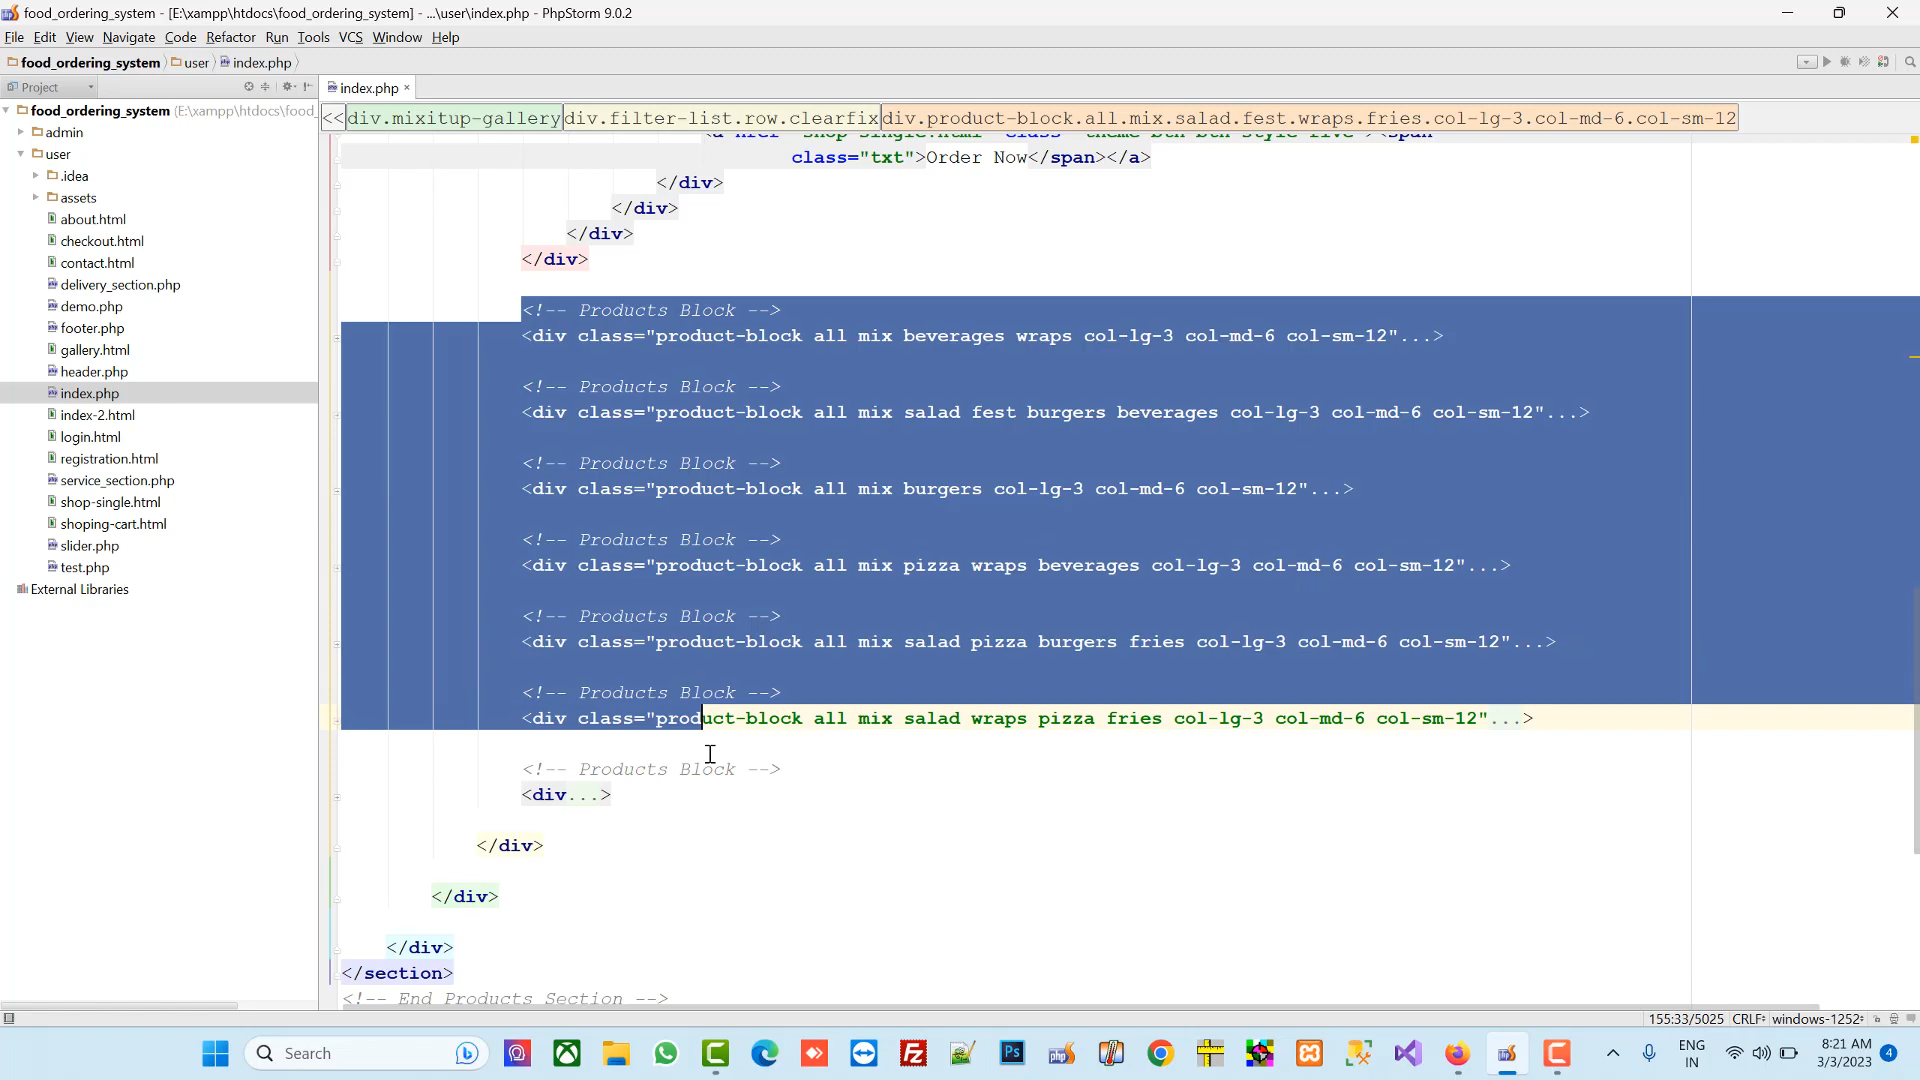 food_ordering_system - [E:\xampp\htdocs\food_ordering_system] - ...\user\index.php - PhpStorm 9.0.2
File Edit View Navigate Code Refactor Run Tools VCS Window Help
food_ordering_system user index.php
Project
index.php
food_ordering_system (E:\xampp\htdocs\food_
<< div.mixitup-gallery div.filter-list.row.clearfix div.product-block.all.mix.salad.fest.wraps.fries.col-lg-3.col-md-6.col-sm-12
admin
user
.idea
assets
about.html
checkout.html
contact.html
delivery_section.php
demo.php
footer.php
gallery.html
header.php
index.php
index-2.html
login.html
registration.html
service_section.php
shop-single.html
shoping-cart.html
slider.php
test.php
External Libraries
<a href="shop-single.html" class="theme-btn btn-style-five"><span
class="txt">Order Now</span></a>
</div>
</div>
</div>
</div>
<!-- Products Block -->
<div class="product-block all mix beverages wraps col-lg-3 col-md-6 col-sm-12"...>
<!-- Products Block -->
<div class="product-block all mix salad fest burgers beverages col-lg-3 col-md-6 col-sm-12"...>
<!-- Products Block -->
<div class="product-block all mix burgers col-lg-3 col-md-6 col-sm-12"...>
<!-- Products Block -->
<div class="product-block all mix pizza wraps beverages col-lg-3 col-md-6 col-sm-12"...>
<!-- Products Block -->
<div class="product-block all mix salad pizza burgers fries col-lg-3 col-md-6 col-sm-12"...>
<!-- Products Block -->
<div class="product-block all mix salad wraps pizza fries col-lg-3 col-md-6 col-sm-12"...>
<!-- Products Block -->
<div...>
</div>
</div>
</div>
</section>
<!-- End Products Section -->
155:33/5025 CRLF windows-1252
Search
ENG
IN
8:21 AM
3/3/2023
4